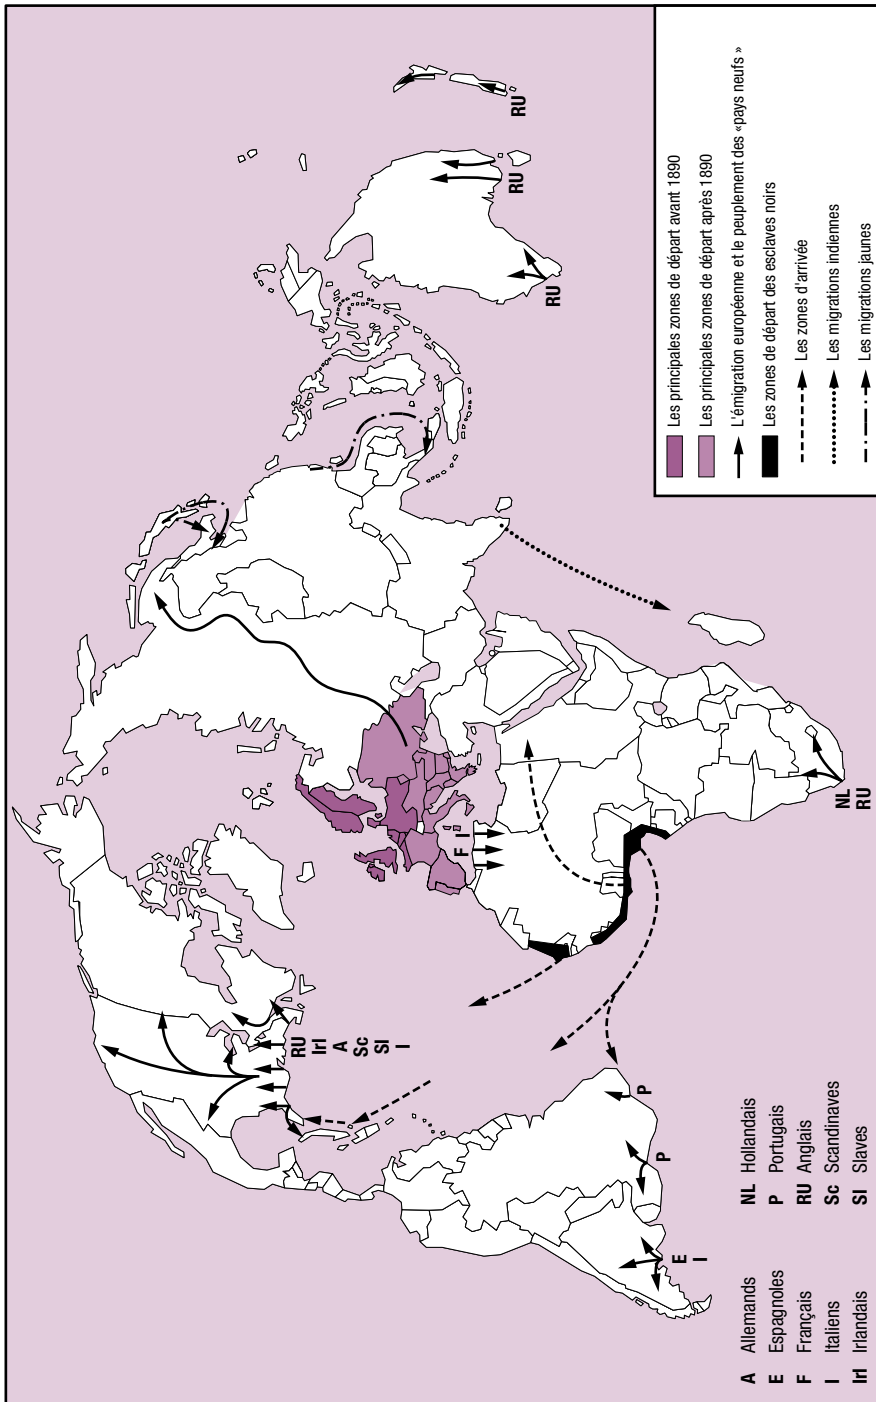 RU
RU
RU
NL
RU
F I
RU
Irl
A
Sc
Sl
I
P
P
E
I
Les principales zones de départ avant 1890
Les principales zones de départ après 1890
L'émigration européenne et le peuplement des «pays neufs »
Les zones de départ des esclaves noirs
Les zones d'arrivée
Les migrations indiennes
Les migrations jaunes
A Allemands
E Espagnoles
F Français
I Italiens
Irl Irlandais
NL Hollandais
P Portugais
RU Anglais
Sc Scandinaves
Sl Slaves